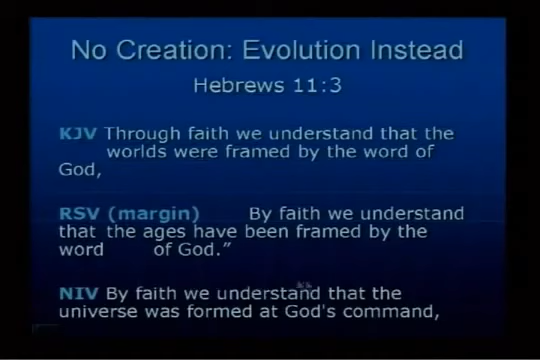 No Creation: Evolution Instead
Hebrews 11:3
KJV Through faith we understand that the
worlds were framed by the word of
God,
RSV (margin) By faith we understand
that the ages have been framed by the
word of God.”
NIV By faith we understand that the
universe was formed at God's command,